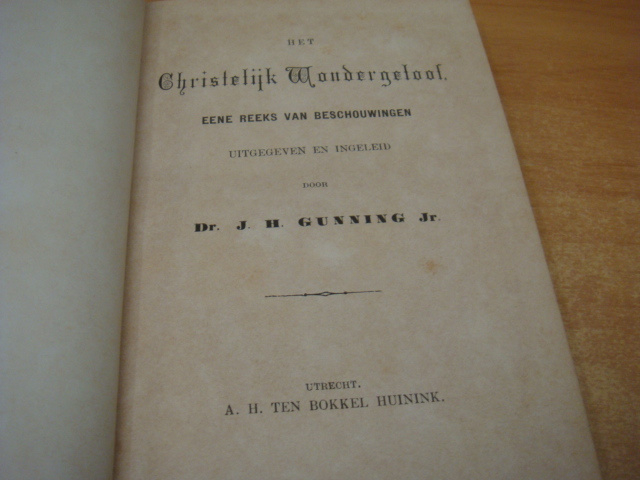 HET
Christelijk Wondergeloof,
EENE REEKS VAN BESCHOUWINGEN
UITGEGEVEN EN INGELEID
DOOR
Dr. J. H. GUNNING Jr.
UTRECHT.
A. H. TEN BOKKEL HUININK.